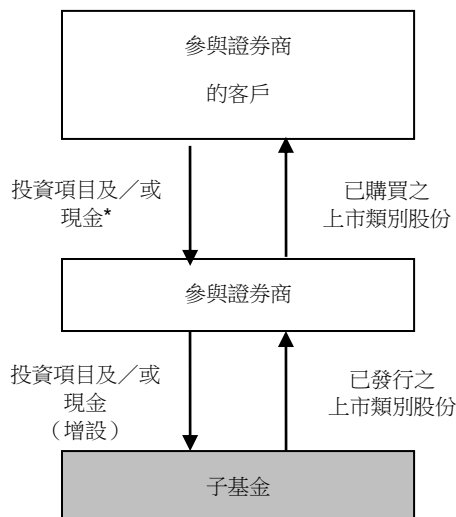 參與證券商
的客戶
投資項目及／或
現金*
已購買之
上市類別股份
參與證券商
投資項目及／或
現金
（增設）
已發行之
上市類別股份
子基金